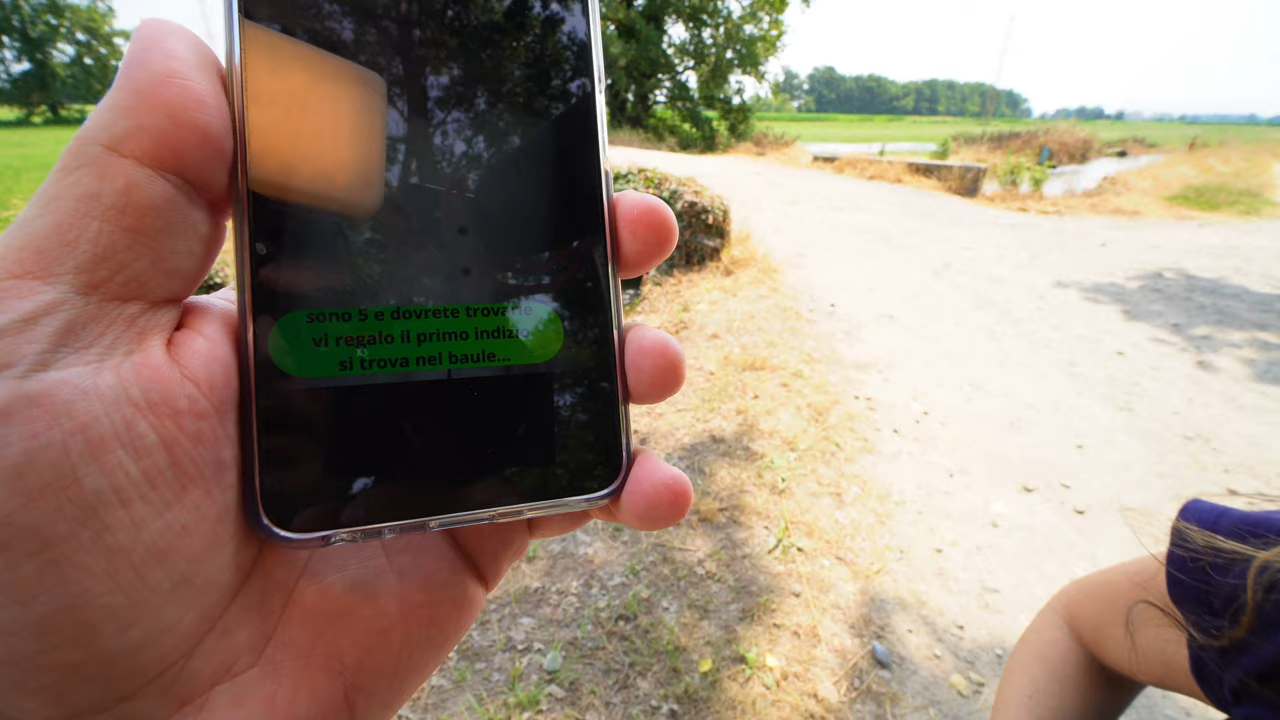 sono 5 e dovrete trovarle
vi regalo il primo indizio
si trova nel baule...